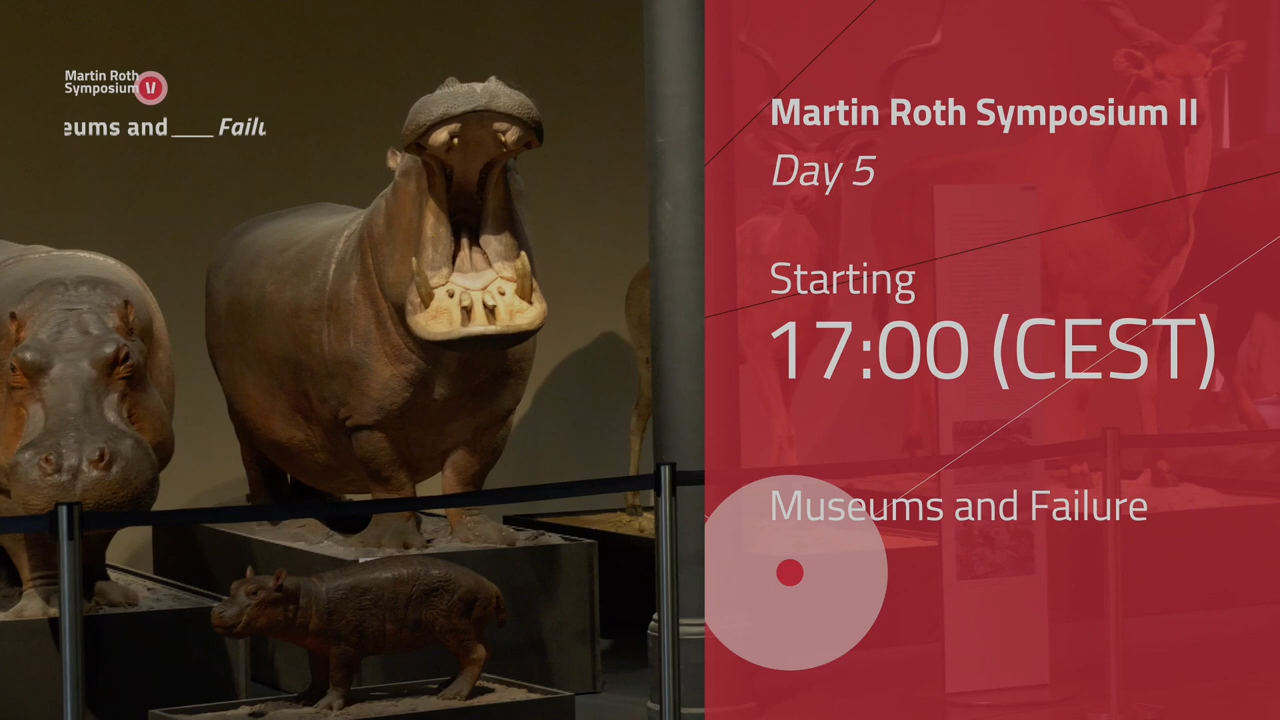 Martin Roth
Symposium
eums and ___ Failu
Martin Roth Symposium II
Day 5
Starting
17:00 (CEST)
Museums and Failure